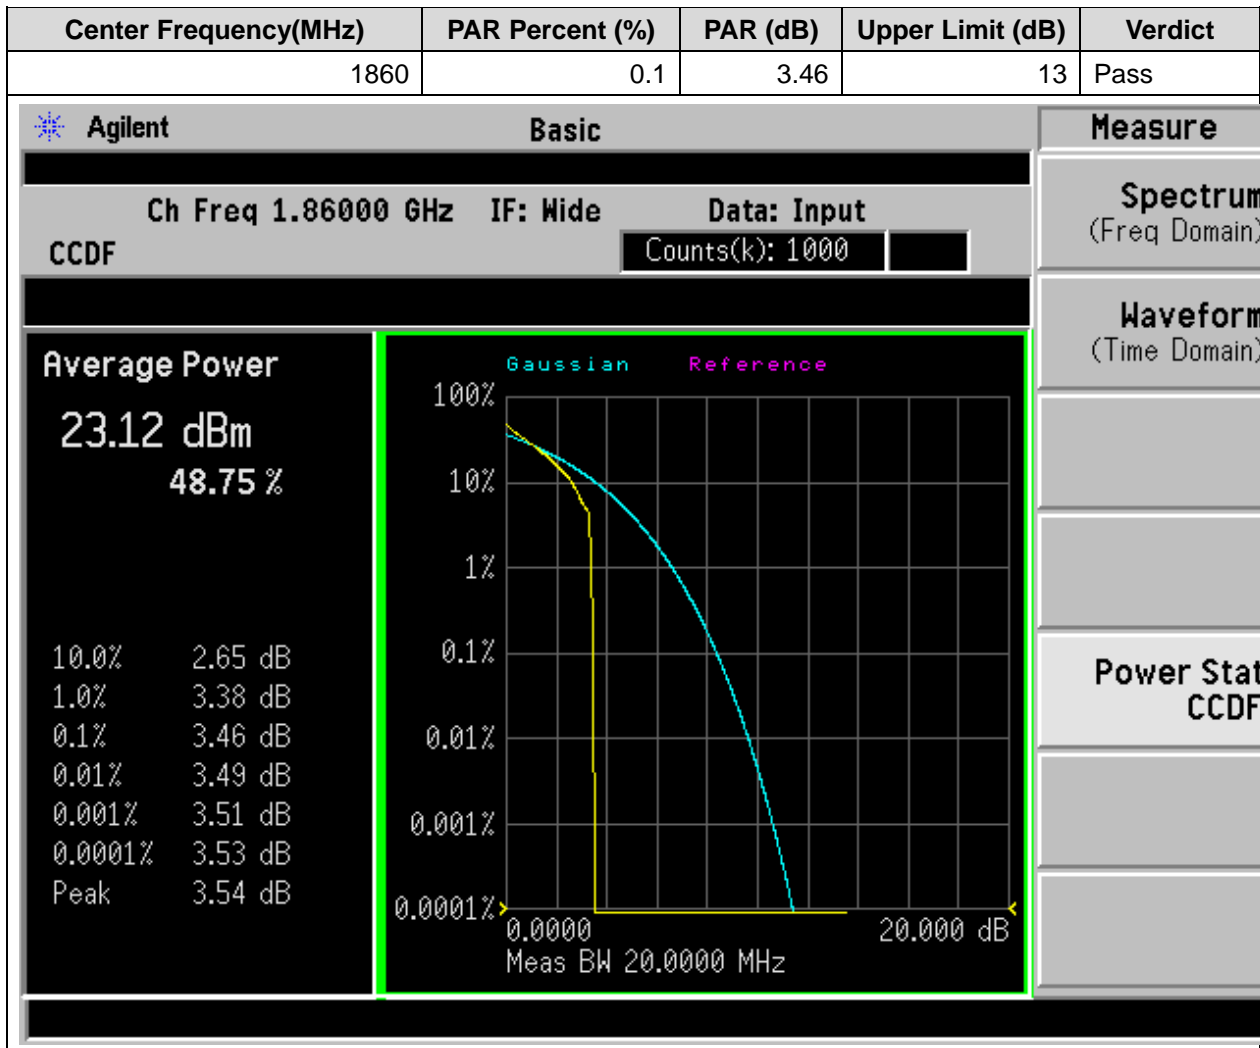 Center Frequency(MHz) PAR Percent (%) PAR (dB) Upper Limit (dB) Verdict
1860 0.1 3.46 13 Pass
Agilent Basic Measure
Ch Freq 1.86000 GHz IF: Wide Data: Input
CCDF Counts(k): 1000
Average Power
23.12 dBm
48.75 %
10.0% 2.65 dB
1.0% 3.38 dB
0.1% 3.46 dB
0.01% 3.49 dB
0.001% 3.51 dB
0.0001% 3.53 dB
Peak 3.54 dB
Gaussian Reference
100%
10%
1%
0.1%
0.01%
0.001%
0.0001%
0.0000 20.000 dB
Meas BW 20.0000 MHz
Spectrum
(Freq Domain)
Waveform
(Time Domain)
Power Stat
CCDF